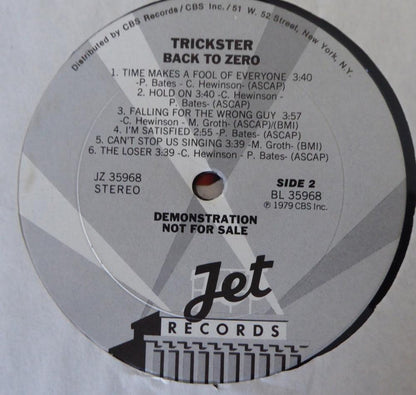 Distributed by CBS Records/CBS Inc./51 W. 52 Street, New York, N.Y.
TRICKSTER
BACK TO ZERO
1. TIME MAKES A FOOL OF EVERYONE 3:40
-P. Bates - C. Hewinson- (ASCAP)
2. HOLD ON 3:40 -C. Hewinson -
P. Bates- (ASCAP)
3. FALLING FOR THE WRONG GUY 3:57
-C. Hewinson - M. Groth- (ASCAP)/(BMI)
4. I'M SATISFIED 2:55 -P. Bates- (ASCAP)
5. CAN'T STOP US SINGING 3:39 -M. Groth- (BMI)
6. THE LOSER 3:39 -C. Hewinson - P. Bates- (ASCAP)
JZ 35968
STEREO
SIDE 2
BL 35968
℗ 1979 CBS Inc.
DEMONSTRATION
NOT FOR SALE
Jet
RECORDS